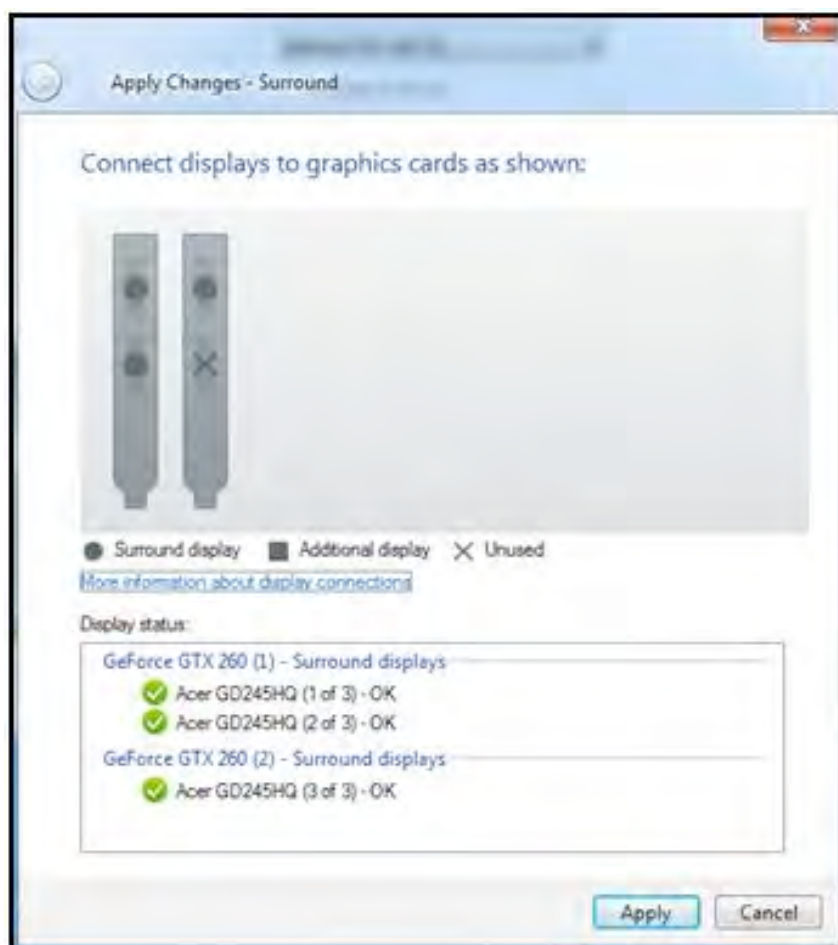 Apply Changes - Surround
Connect displays to graphics cards as shown:
Surround display Additional display Unused
More information about display connections
Display status:
GeForce GTX 260 (1) - Surround displays
Acer GD245HQ (1 of 3) - OK
Acer GD245HQ (2 of 3) - OK
GeForce GTX 260 (2) - Surround displays
Acer GD245HQ (3 of 3) - OK
Apply Cancel